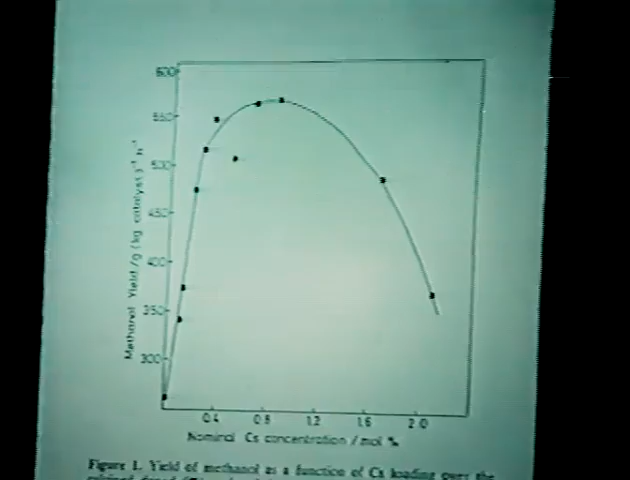 600
550
500
450
400
350
300
Methanol Yield /g (kg catalyst)⁻¹ h⁻¹
0.4 0.8 1.2 1.6 2.0
Nominal Cs concentration / mol %
Figure 1. Yield of methanol as a function of Cs loading over the